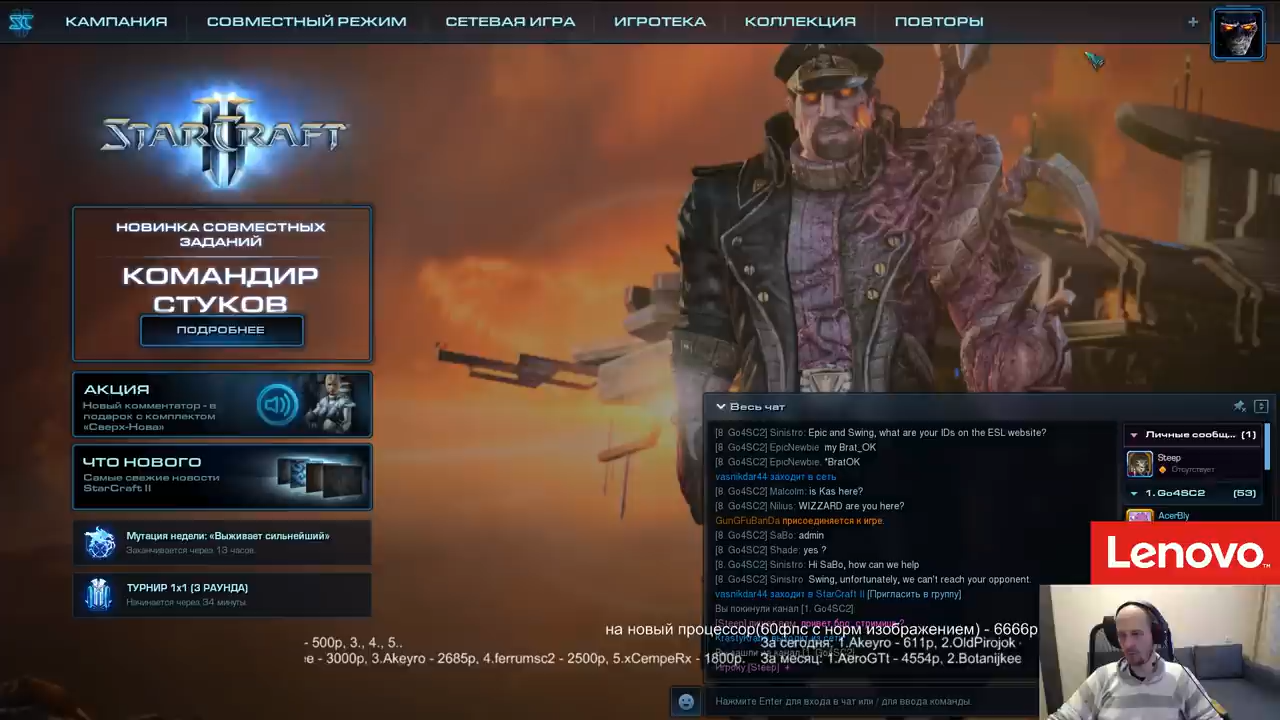 КАМПАНИЯ СОВМЕСТНЫЙ РЕЖИМ СЕТЕВАЯ ИГРА ИГРОТЕКА КОЛЛЕКЦИЯ ПОВТОРЫ
STARCRAFT
II
НОВИНКА СОВМЕСТНЫХ
ЗАДАНИЙ
КОМАНДИР
СТУКОВ
ПОДРОБНЕЕ
АКЦИЯ
Новый комментатор - в
подарок с комплектом
«Сверх-Нова»
ЧТО НОВОГО
Самые свежие новости
StarCraft II
Мутация недели: «Выживает сильнейший»
Заканчивается через 13 часов.
ТУРНИР 1x1 (3 РАУНДА)
Начинается через 34 минуты.
Весь чат
[8. Go4SC2] Sinistro: Epic and Swing, what are your IDs on the ESL website?
[8. Go4SC2] EpicNewbie: my Brat_OK
[8. Go4SC2] EpicNewbie: *BratOK
vasnikdar44 заходит в сеть
[8. Go4SC2] Malcolm: is Kas here?
[8. Go4SC2] Nilius: WIZZARD are you here?
GunGFuBanDa присоединяется к игре.
[8. Go4SC2] SaBo: admin
[8. Go4SC2] Shade: yes ?
[8. Go4SC2] Sinistro: Hi SaBo, how can we help
[8. Go4SC2] Sinistro: Swing, unfortunately, we can't reach your opponent.
vasnikdar44 заходит в StarCraft II [Пригласить в группу]
Вы покинули канал [1. Go4SC2]
Игроку [Steep] +
Нажмите Enter для входа в чат или / для ввода команды.
Личные сообщ... (1)
Steep
Отсутствует
1.Go4SC2 (53)
AcerBly
Lenovo
на новый процессор(60фпс с норм изображением) - 6666р
- 500р, 3., 4., 5..
За сегодня: 1.Akeyro - 611р, 2.OldPirojok
- 3000р, 3.Akeyro - 2685р, 4.ferrumsc2 - 2500р, 5.xCempeRx - 1800р. За месяц: 1.AeroGTt - 4554р, 2.Botanijkee